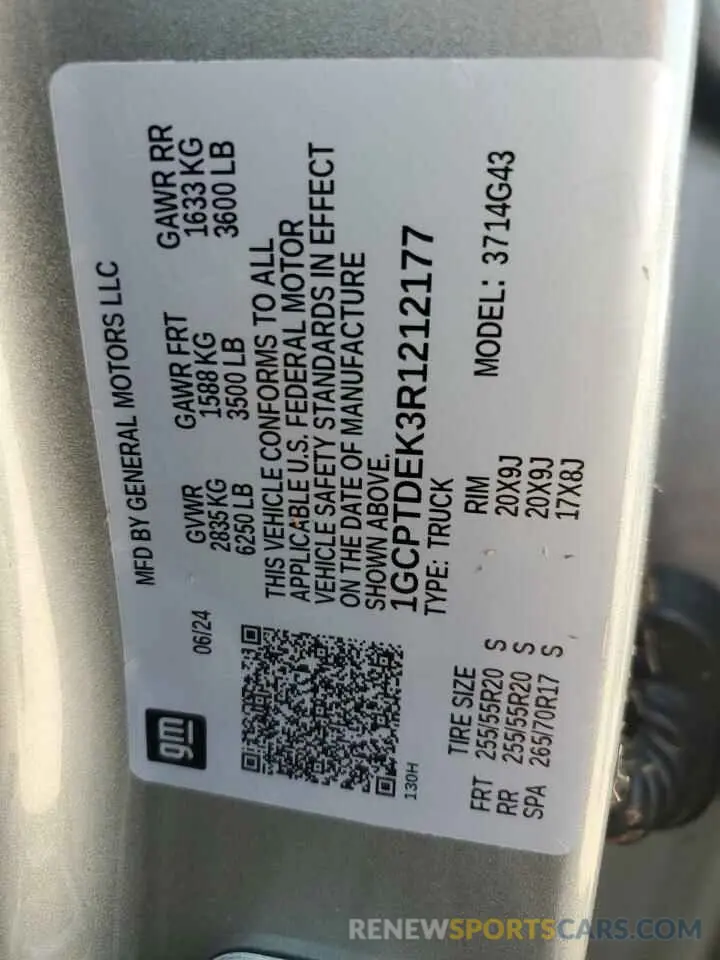 MFD BY GENERAL MOTORS LLC
gm
06/24
GVWR GAWR FRT GAWR RR
2835 KG 1588 KG 1633 KG
6250 LB 3500 LB 3600 LB
THIS VEHICLE CONFORMS TO ALL
APPLICABLE U.S. FEDERAL MOTOR
VEHICLE SAFETY STANDARDS IN EFFECT
ON THE DATE OF MANUFACTURE
SHOWN ABOVE.
1GCPTDEK3R1212177
130H
TYPE: TRUCK
MODEL: 3714G43
TIRE SIZE RIM
FRT 255/55R20 S 20X9J
RR 255/55R20 S 20X9J
SPA 265/70R17 S 17X8J
RENEWSPORTSCARS.COM